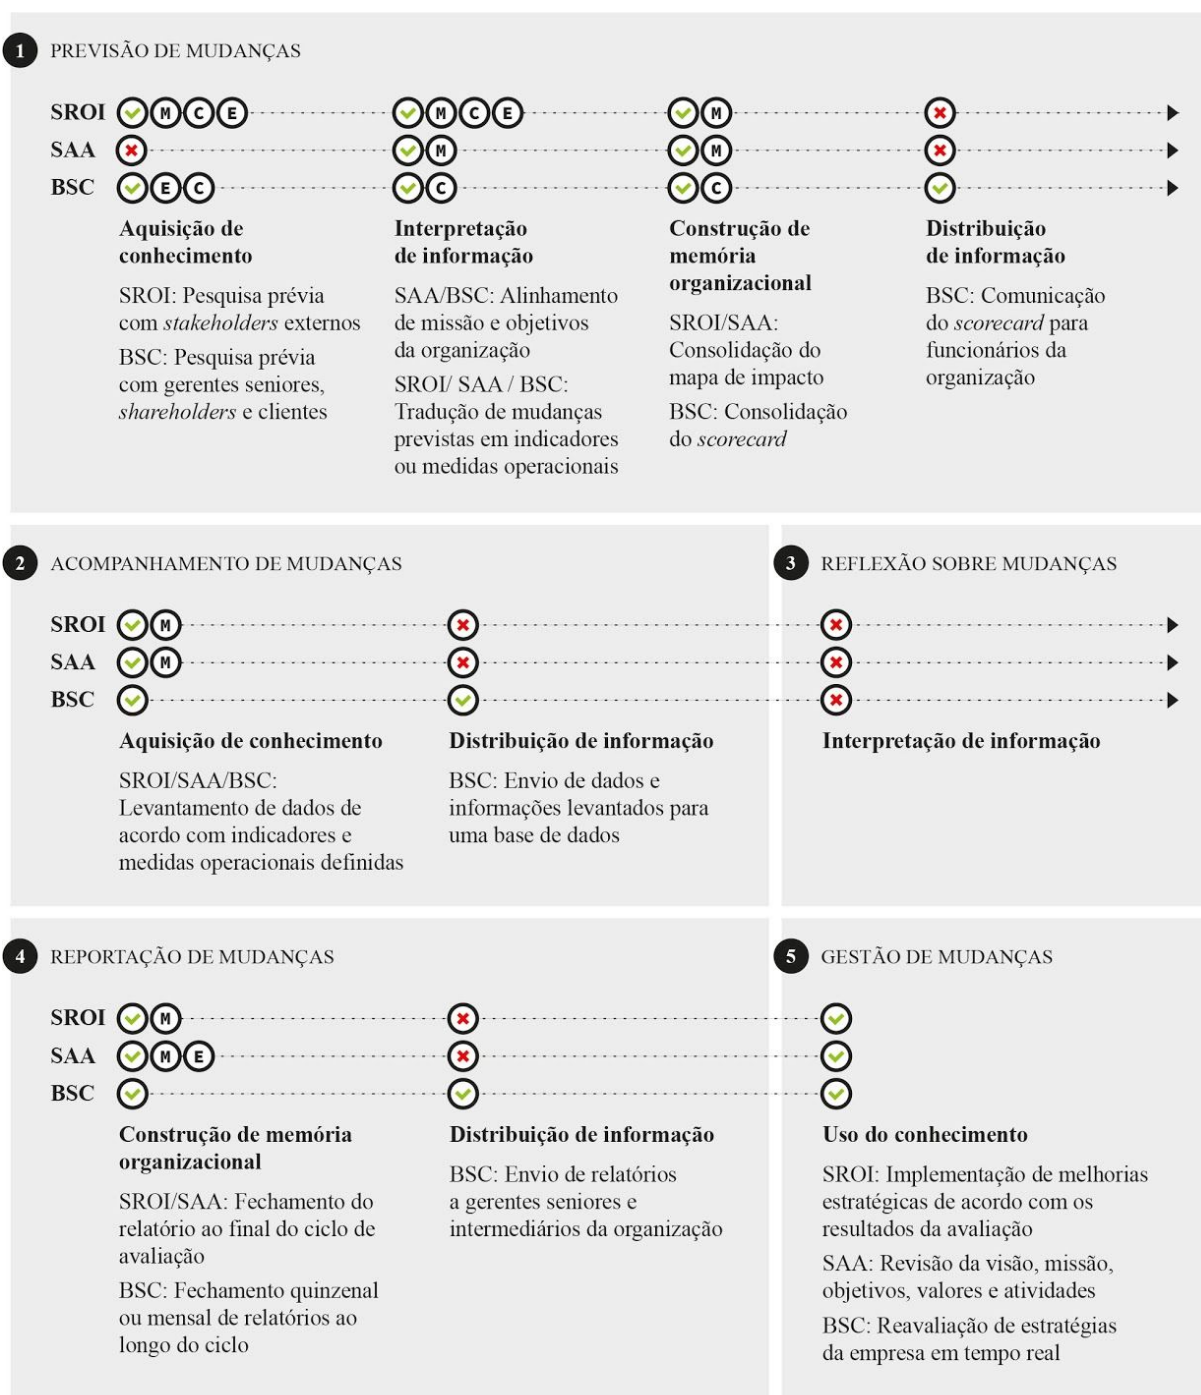 1 PREVISÃO DE MUDANÇAS
SROI M C E M C E M
SAA M M
BSC E C C C
Aquisição de
conhecimento
SROI: Pesquisa prévia
com stakeholders externos
BSC: Pesquisa prévia
com gerentes seniores,
shareholders e clientes
Interpretação
de informação
SAA/BSC: Alinhamento
de missão e objetivos
da organização
SROI/ SAA / BSC:
Tradução de mudanças
previstas em indicadores
ou medidas operacionais
Construção de
memória
organizacional
SROI/SAA:
Consolidação do
mapa de impacto
BSC: Consolidação
do scorecard
Distribuição
de informação
BSC: Comunicação
do scorecard para
funcionários da
organização
2 ACOMPANHAMENTO DE MUDANÇAS
SROI M
SAA M
BSC
Aquisição de conhecimento
SROI/SAA/BSC:
Levantamento de dados de
acordo com indicadores e
medidas operacionais definidas
Distribuição de informação
BSC: Envio de dados e
informações levantados para
uma base de dados
3 REFLEXÃO SOBRE MUDANÇAS
Interpretação de informação
4 REPORTAÇÃO DE MUDANÇAS
SROI M
SAA M E
BSC
Construção de memória
organizacional
SROI/SAA: Fechamento do
relatório ao final do ciclo de
avaliação
BSC: Fechamento quinzenal
ou mensal de relatórios ao
longo do ciclo
Distribuição de informação
BSC: Envio de relatórios
a gerentes seniores e
intermediários da organização
5 GESTÃO DE MUDANÇAS
Uso do conhecimento
SROI: Implementação de melhorias
estratégicas de acordo com os
resultados da avaliação
SAA: Revisão da visão, missão,
objetivos, valores e atividades
BSC: Reavaliação de estratégias
da empresa em tempo real